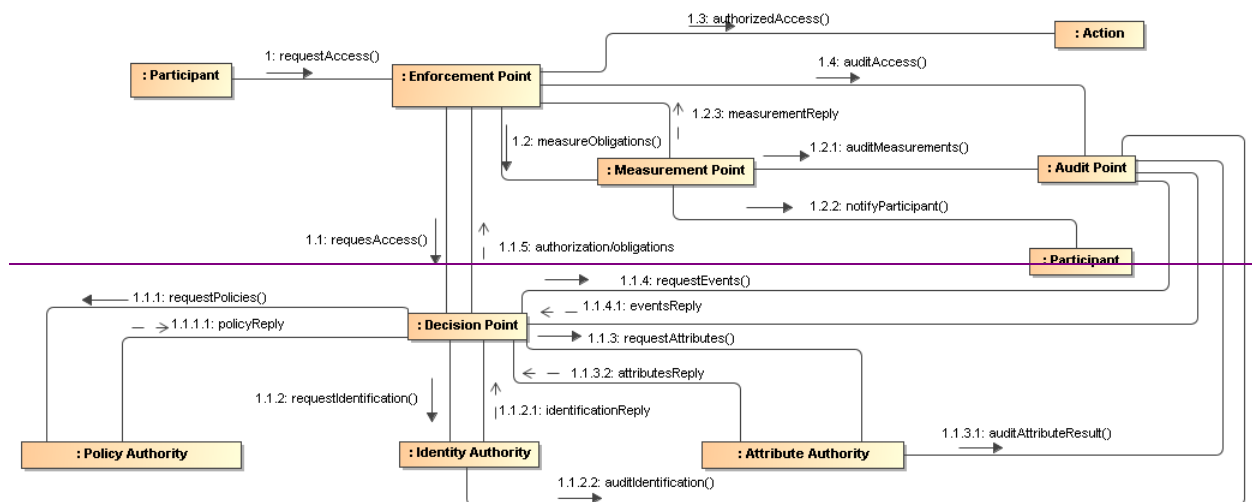 1.3: authorizedAccess()
: Action
1: requestAccess()
1.4: auditAccess()
: Participant
: Enforcement Point
1.2.3: measurementReply
1.2: measureObligations()
1.2.1: auditMeasurements()
: Measurement Point
: Audit Point
1.2.2: notifyParticipant()
1.1: requesAccess()
1.1.5: authorization/obligations
: Participant
1.1.4: requestEvents()
1.1.1: requestPolicies()
1.1.4.1: eventsReply
1.1.1.1: policyReply
: Decision Point
1.1.3: requestAttributes()
1.1.3.2: attributesReply
1.1.2: requestIdentification()
1.1.2.1: identificationReply
1.1.3.1: auditAttributeResult()
: Policy Authority
: Identity Authority
: Attribute Authority
1.1.2.2: auditIdentification()